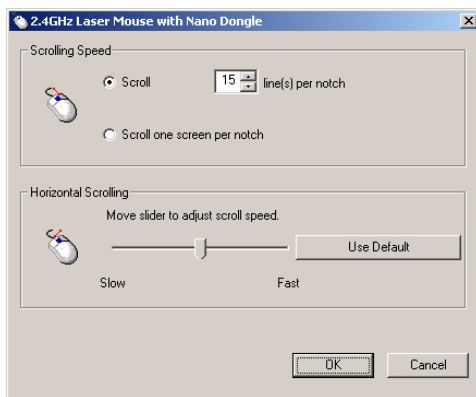 2.4GHz Laser Mouse with Nano Dongle
Scrolling Speed
Scroll 15 line(s) per notch
Scroll one screen per notch
Horizontal Scrolling
Move slider to adjust scroll speed.
Use Default
Slow Fast
OK Cancel